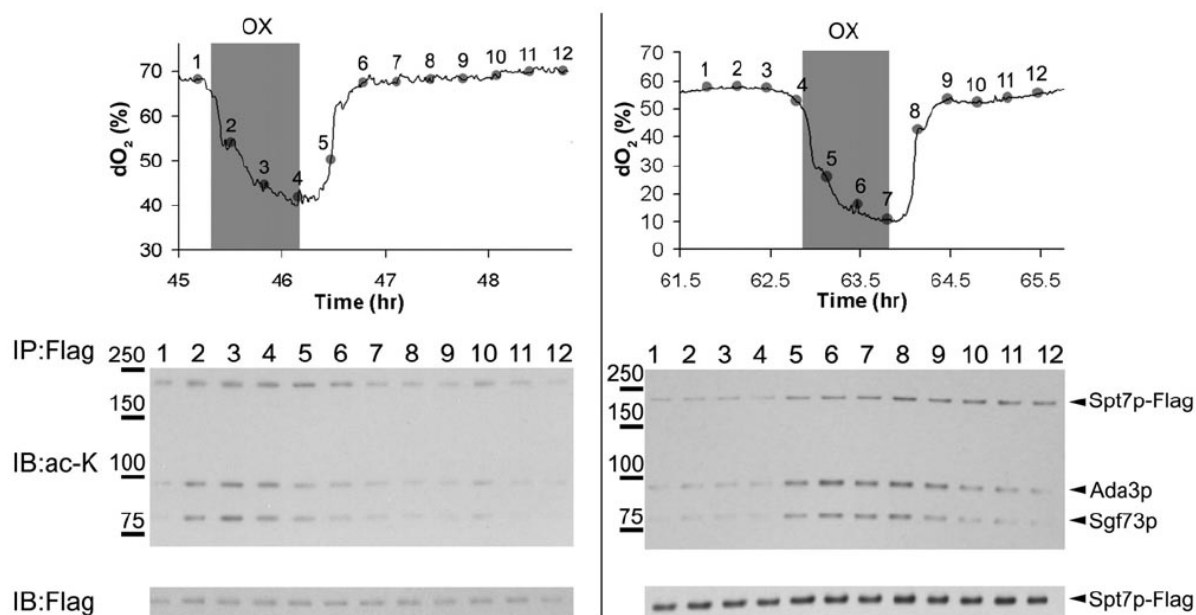 OX
70
60
50
40
30
dO2 (%)
1 2 3 4 5 6 7 8 9 10 11 12
45 46 47 48
Time (hr)
OX
70
60
50
40
30
20
10
0
dO2 (%)
1 2 3 4 5 6 7 8 9 10 11 12
61.5 62.5 63.5 64.5 65.5
Time (hr)
IP:Flag
1 2 3 4 5 6 7 8 9 10 11 12
250
150
IB:ac-K
100
75
IB:Flag
1 2 3 4 5 6 7 8 9 10 11 12
250
150
100
75
Spt7p-Flag
Ada3p
Sgf73p
Spt7p-Flag